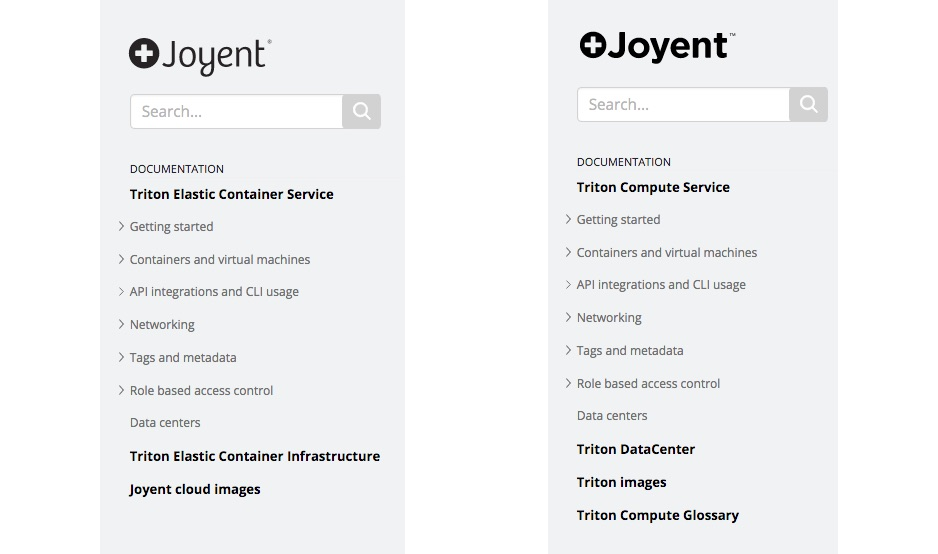 Joyent®
Search...
DOCUMENTATION
Triton Elastic Container Service
Getting started
Containers and virtual machines
API integrations and CLI usage
Networking
Tags and metadata
Role based access control
Data centers
Triton Elastic Container Infrastructure
Joyent cloud images
Joyent™
Search...
DOCUMENTATION
Triton Compute Service
Getting started
Containers and virtual machines
API integrations and CLI usage
Networking
Tags and metadata
Role based access control
Data centers
Triton DataCenter
Triton images
Triton Compute Glossary